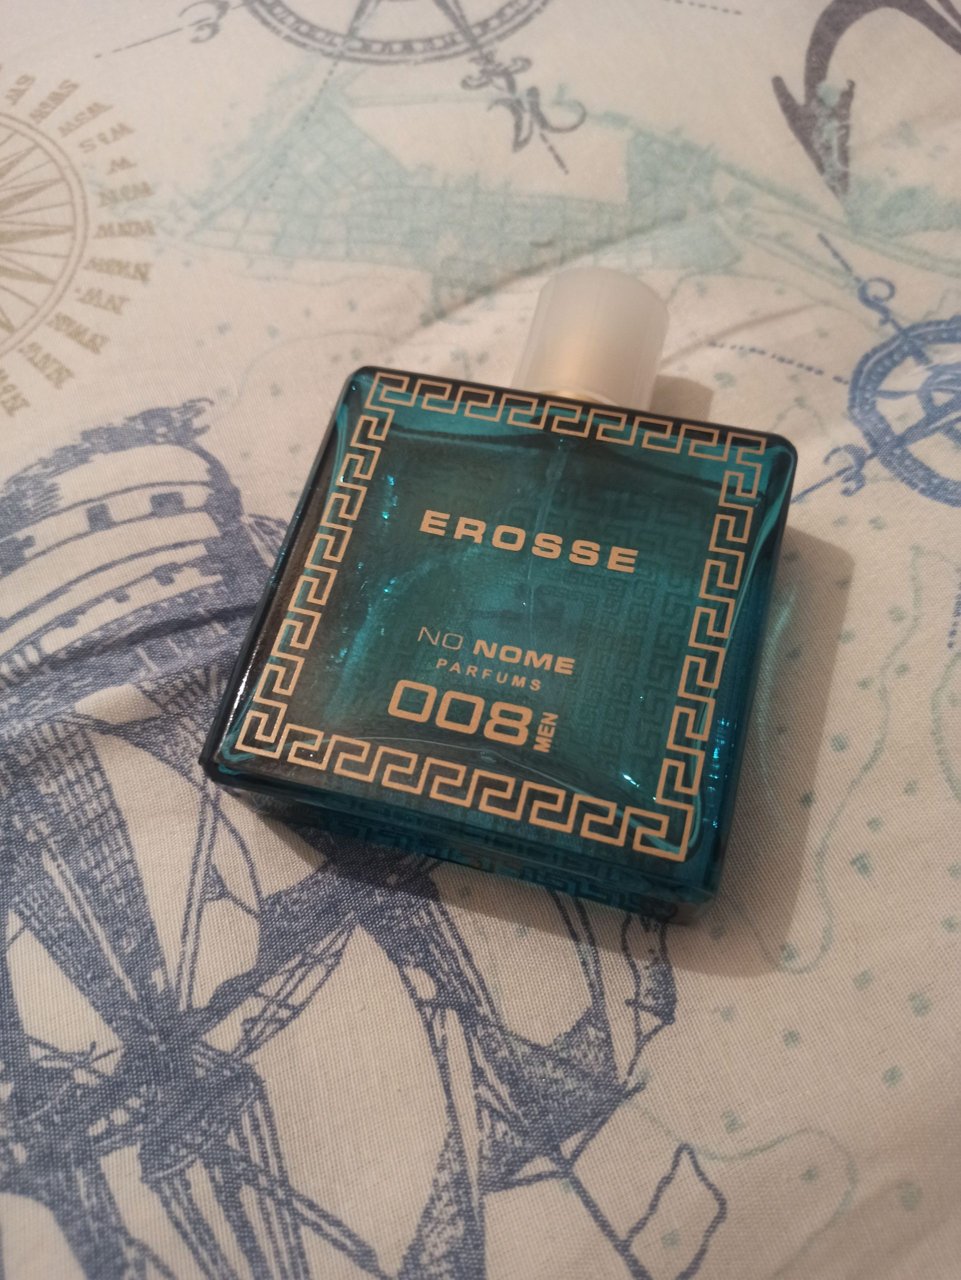 EROSSE
NO NOME
PARFUMS
008 MEN